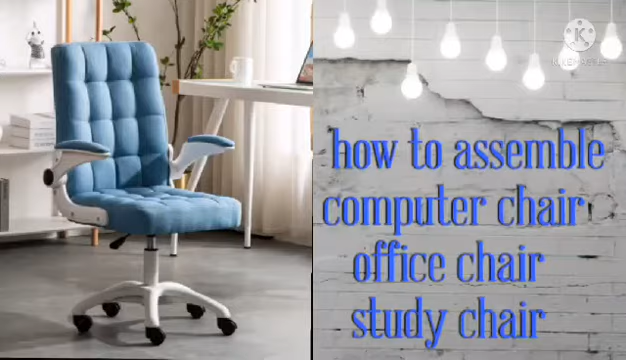 how to assemble
computer chair
office chair
study chair